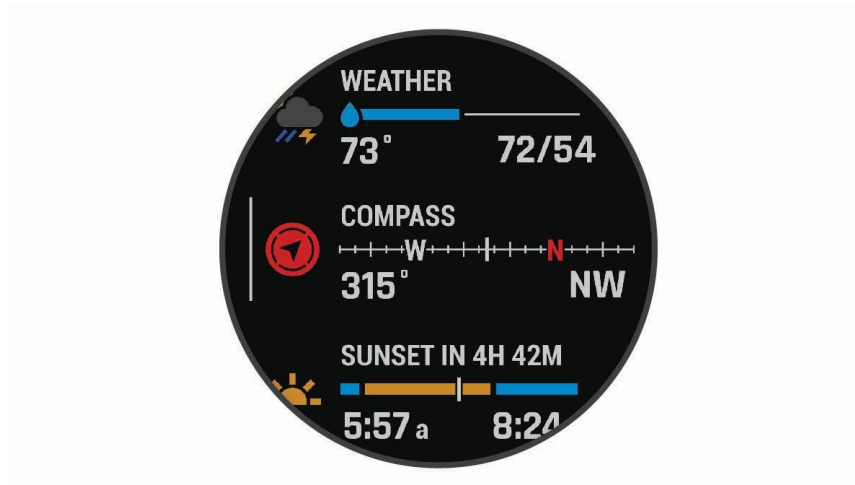 WEATHER
73° 72/54
COMPASS
W N
315° NW
SUNSET IN 4H 42M
5:57 a 8:24